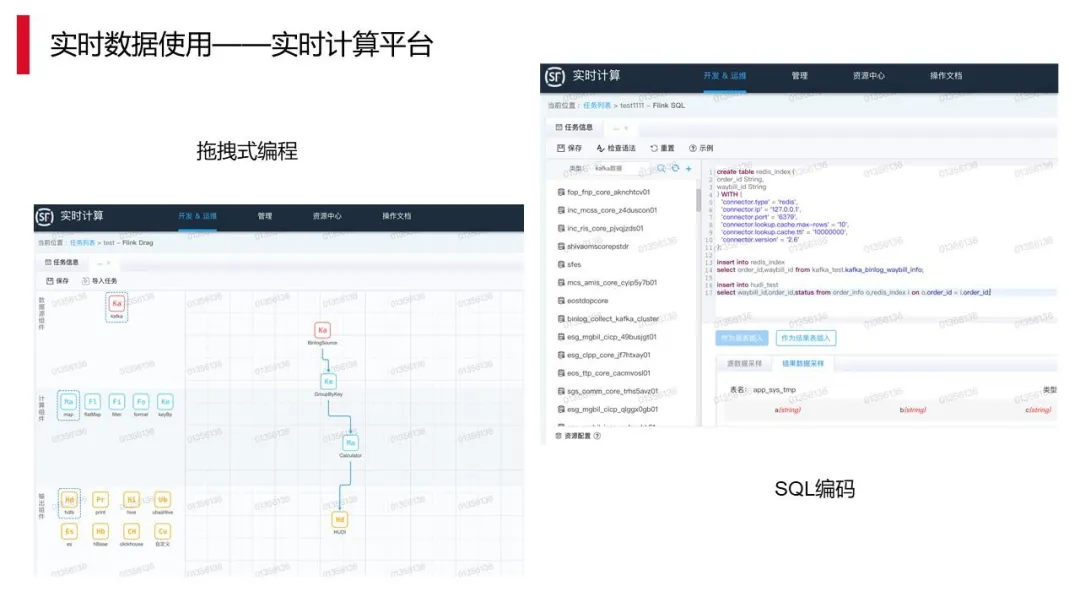 实时数据使用——实时计算平台
拖拽式编程
实时计算
开发 & 运维
管理
资源中心
操作文档
当前位置: 任务列表 > test – Flink Drag
任务信息
保存
导入任务
数据源组件
Ka
kafka
Ka
BinlogSource
Ke
GroupByKey
Ma
Calculator
Hd
HUDI
计算组件
Ma
Fl
Fi
Fo
Ke
map
flatMap
filter
format
keyBy
输出组件
Hd
Pr
Hi
hdfs
print
hive
Es
Hb
CH
Cu
es
HBase
clickhouse
自定义
实时计算
开发 & 运维
管理
资源中心
操作文档
当前位置: 任务列表 > test1111 – Flink SQL
任务信息
保存
检查语法
重置
示例
类型: kafka数据
fop_fnp_core_aknchtcv01
inc_mcss_core_z4duscon01
inc_ris_core_pjvqjzds01
shivaomscorepstdr
sfes
mcs_amis_core_cyip5y7b01
eostdopcore
binlog_collect_kafka_cluster
esg_mgbil_cicp_49busjgt01
esg_clpp_core_jf7htxay01
eos_ttp_core_cacmvosl01
sgs_comm_core_trhs5avz01
esg_mgbil_cicp_qlggx0gb01
资源配置
1 create table redis_index (
2 order_id String,
3 waybill_id String
4 ) WITH (
5 'connector.type' = 'redis',
6 'connector.ip' = '127.0.0.1',
7 'connector.port' = '6379',
8 'connector.lookup.cache.max-rows' = '10',
9 'connector.lookup.cache.ttl' = '10000000',
10 'connector.version' = '2.6'
11 );
12
13 insert into redis_index
14 select order_id,waybill_id from kafka_test.kafka_binlog_waybill_info;
15
16 insert into hudi_test
17 select waybill_id,order_id,status from order_info o,redis_index i on o.order_id = i.order_id;
作为源表插入
作为结果表插入
源数据采样
结果数据采样
表名: app_sys_tmp
类型
a(string)
b(string)
c(string)
SQL编码